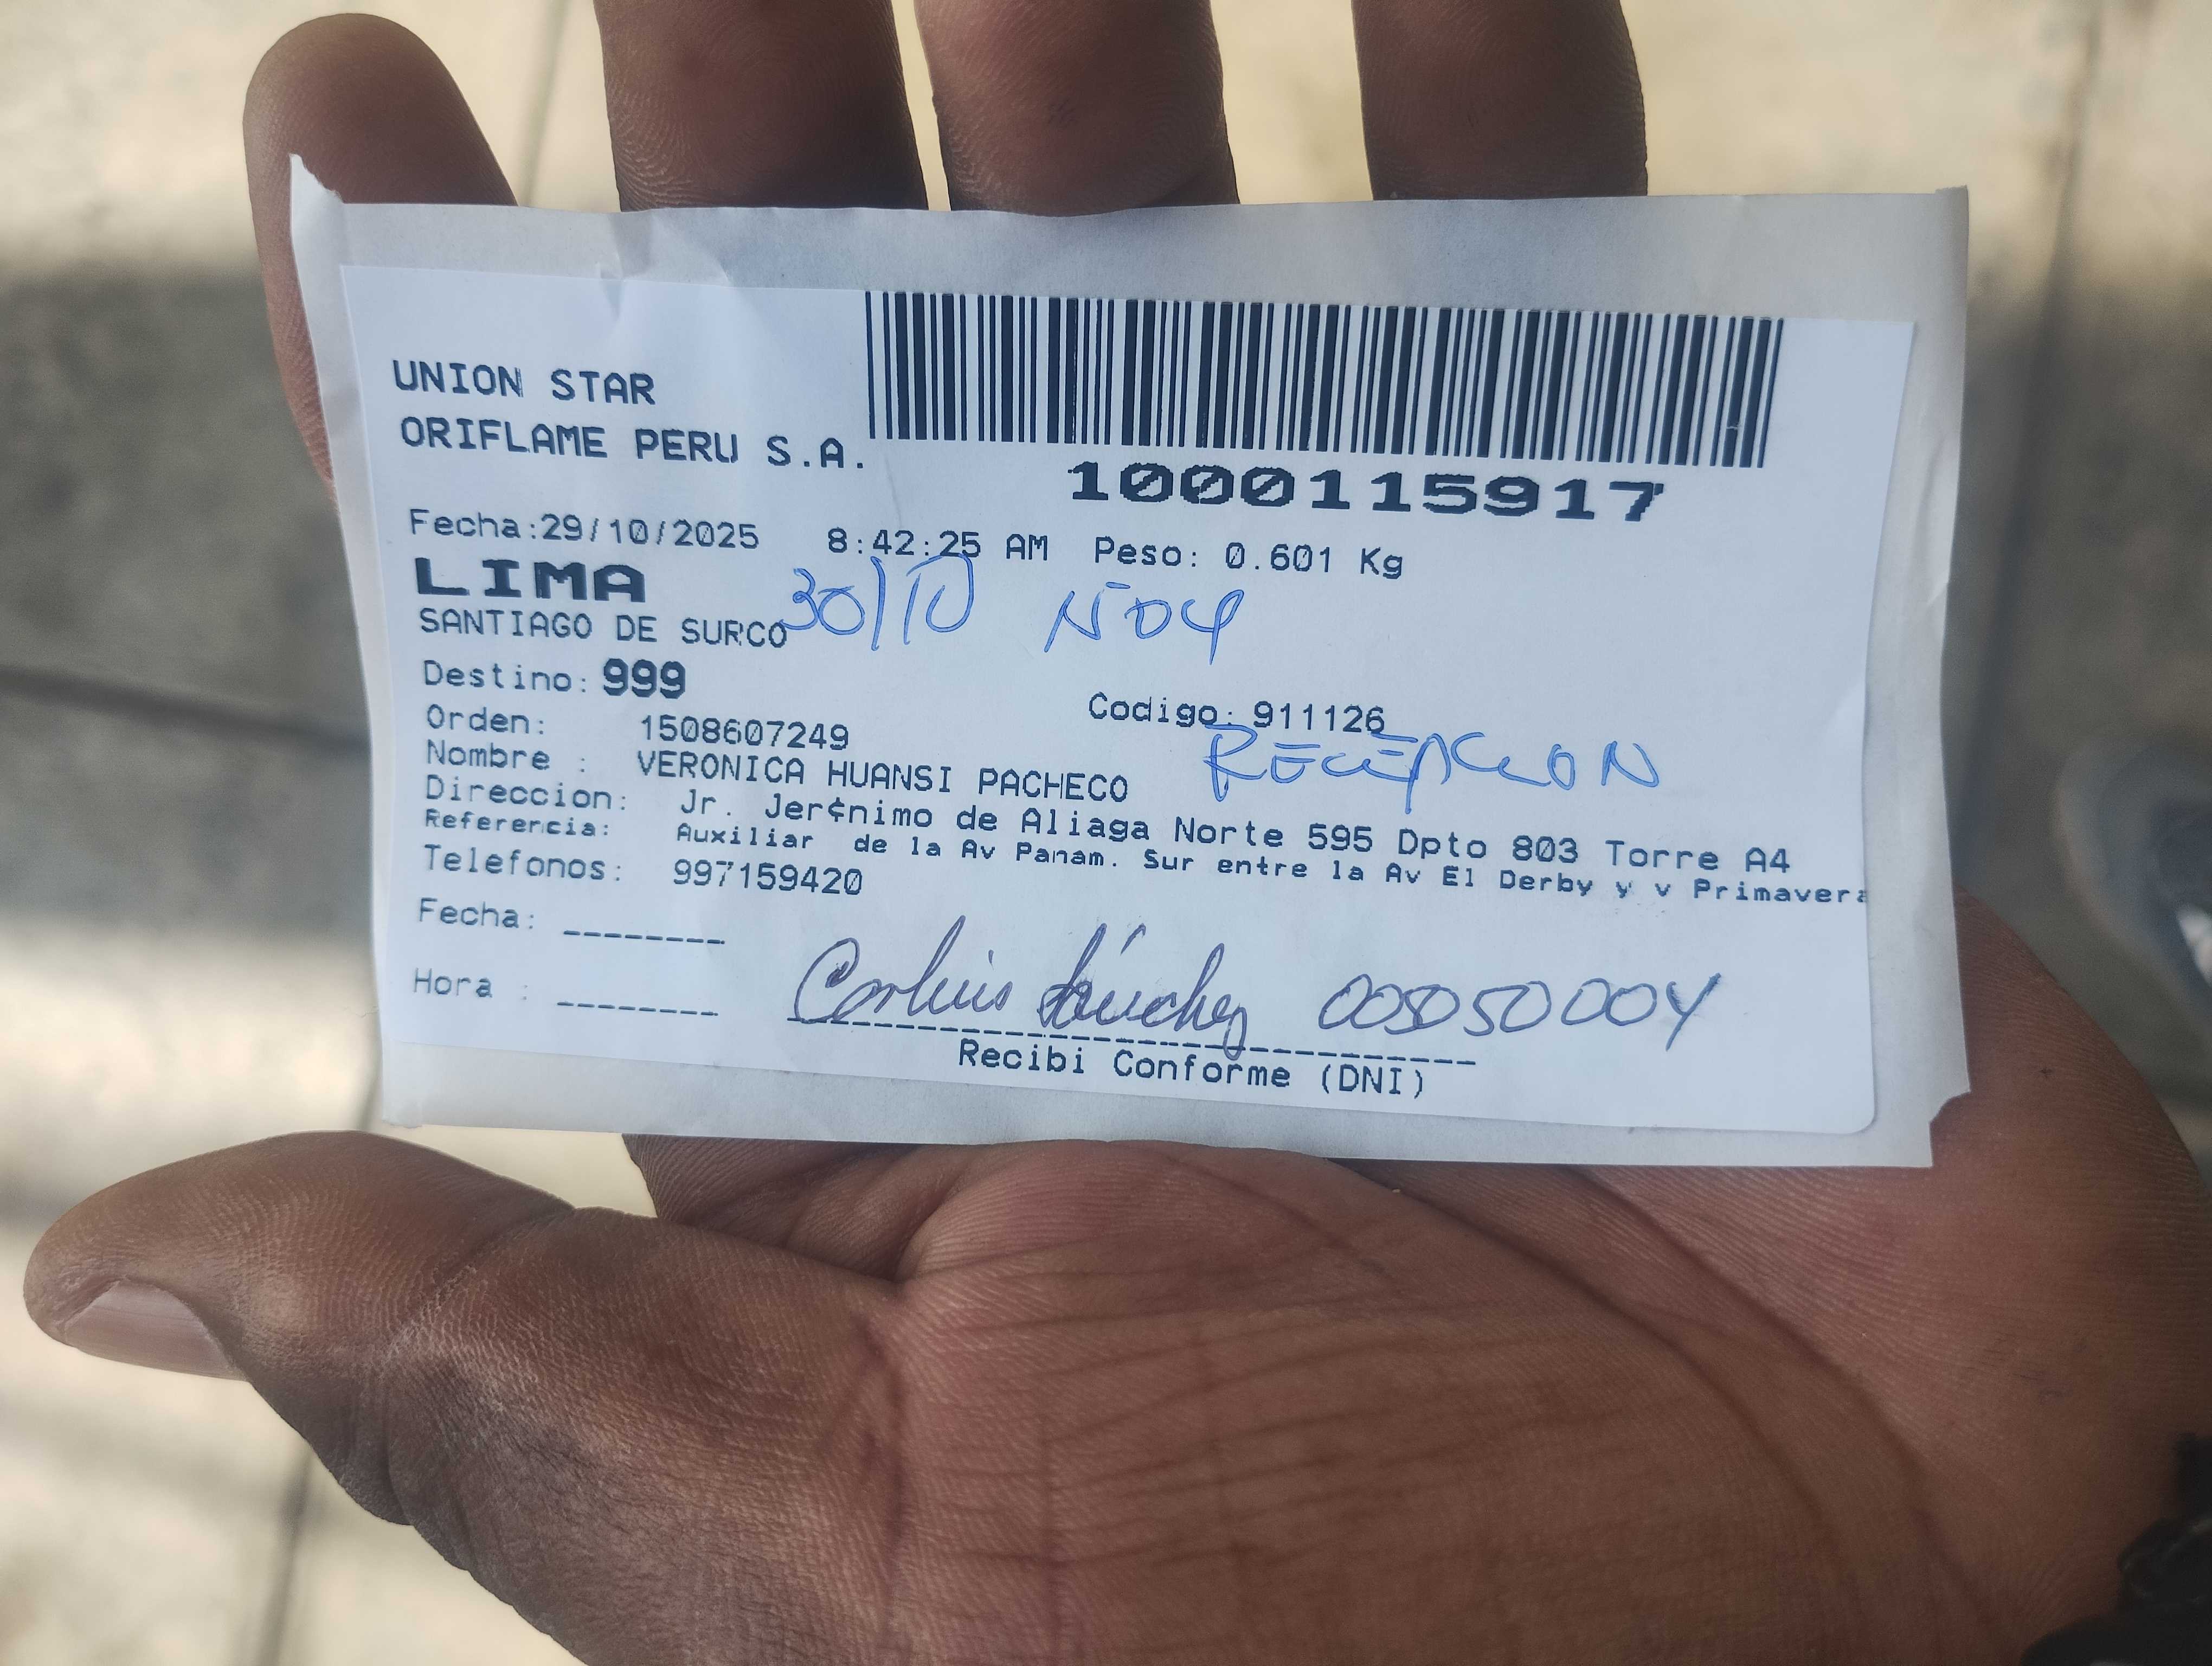 UNION STAR
ORIFLAME PERU S.A.
1000115917
Fecha:29/10/2025 8:42:25 AM Peso: 0.601 Kg
LIMA
SANTIAGO DE SURCO 30/10
Destino: 999
Codigo: 911126
Orden: 1508607249
RECEPCION
Nombre : VERONICA HUANSI PACHECO
Direccion: Jr. Jer¢nimo de Aliaga Norte 595 Dpto 803 Torre A4
Referencia: Auxiliar de la Av Panam. Sur entre la Av El Derby y v Primavera
Telefonos: 997159420
Fecha: ________
Hora : ________ Sánchez
Recibi Conforme (DNI)